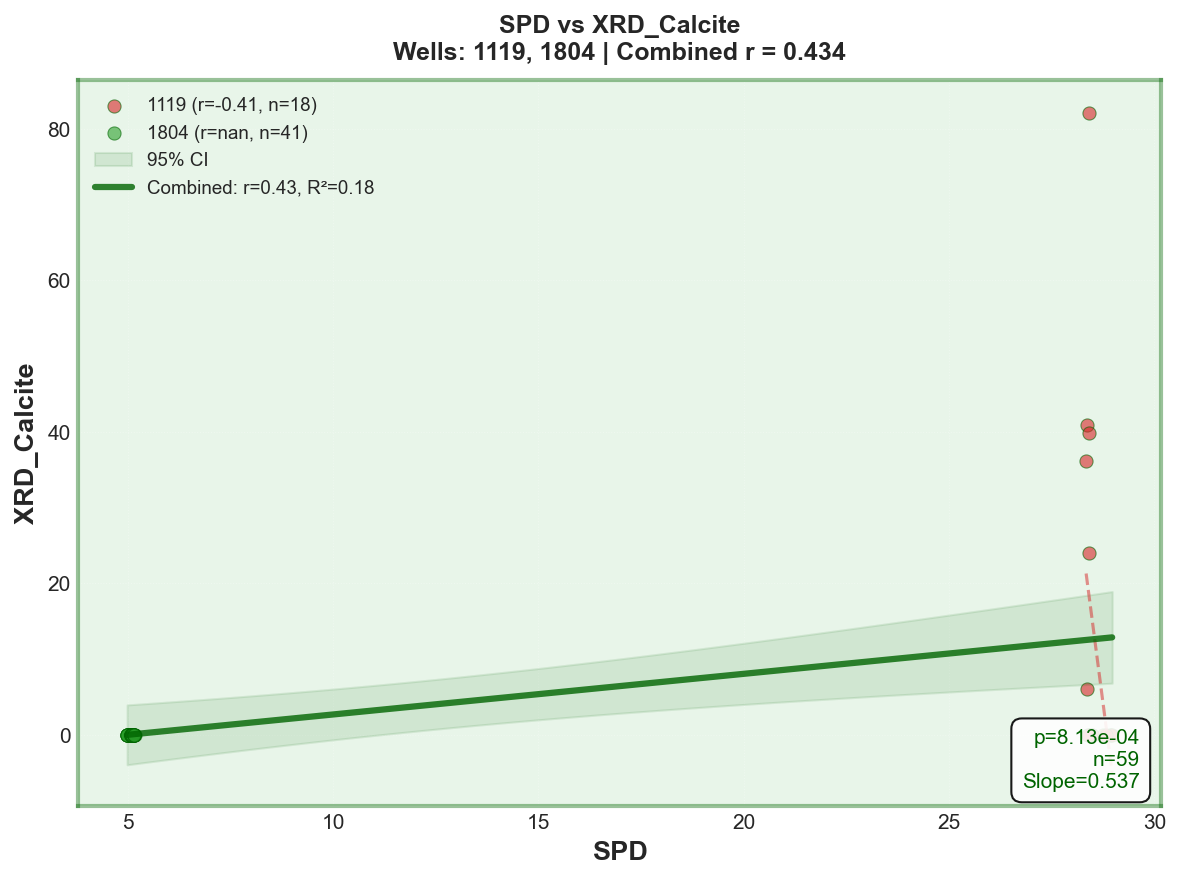 SPD vs XRD_Calcite
Wells: 1119, 1804 | Combined r = 0.434
1119 (r=-0.41, n=18)
1804 (r=nan, n=41)
95% CI
Combined: r=0.43, R²=0.18
XRD_Calcite
80
60
40
20
0
p=8.13e-04
n=59
Slope=0.537
5
10
15
20
25
30
SPD